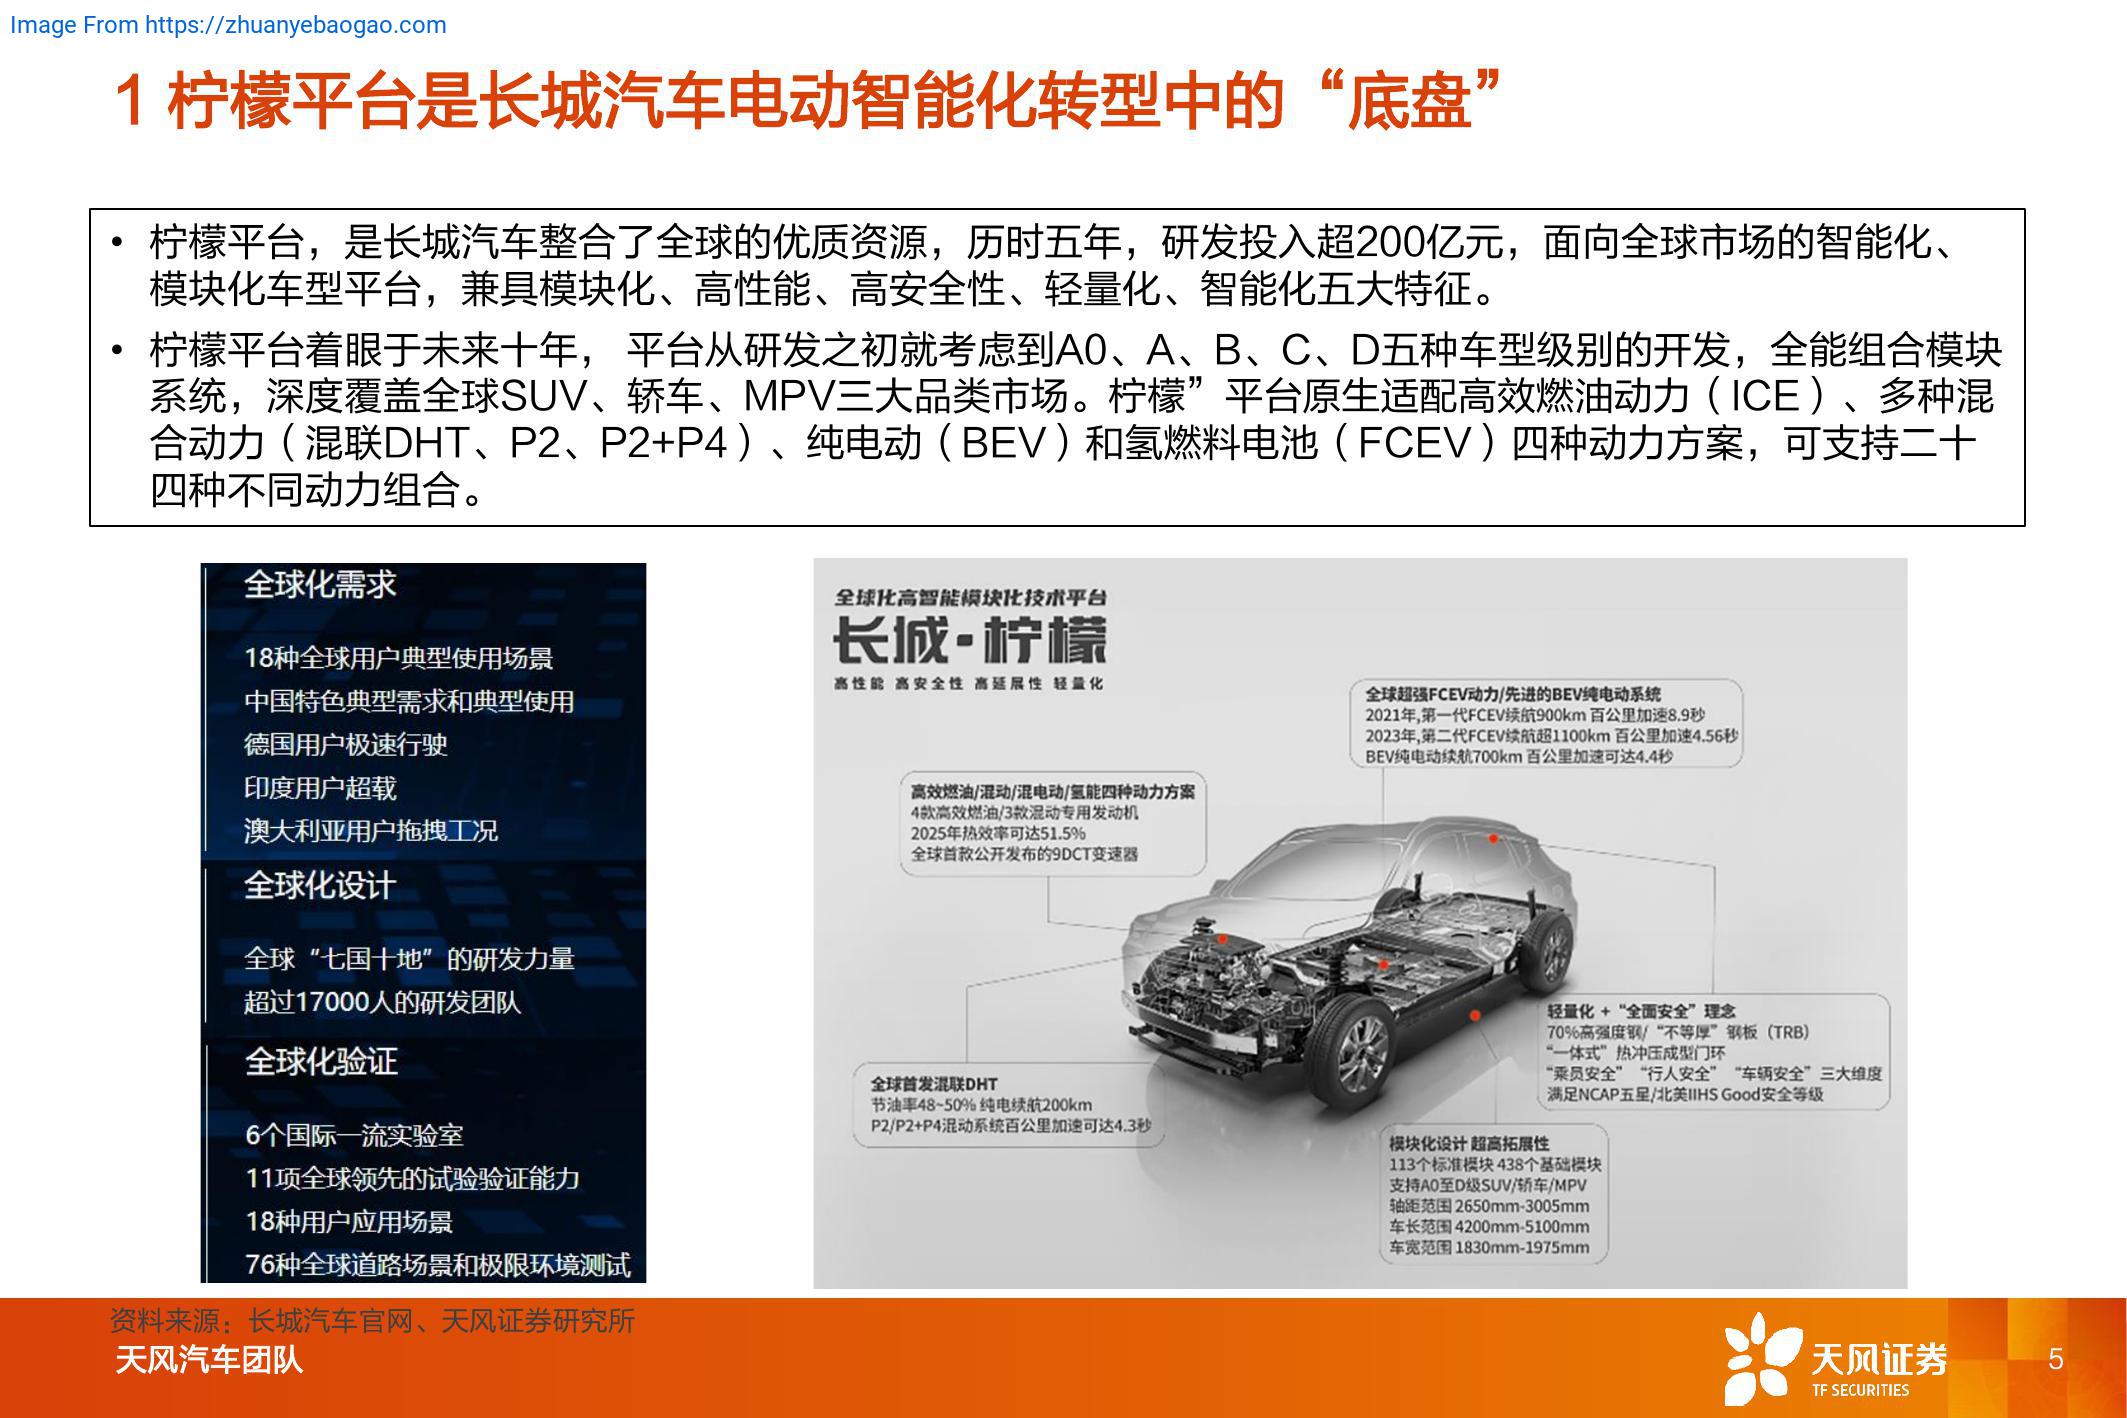 Image From https://zhuanyebaogao.com
1 柠檬平台是长城汽车电动智能化转型中的“底盘”
• 柠檬平台，是长城汽车整合了全球的优质资源，历时五年，研发投入超200亿元，面向全球市场的智能化、
模块化车型平台，兼具模块化、高性能、高安全性、轻量化、智能化五大特征。
• 柠檬平台着眼于未来十年， 平台从研发之初就考虑到A0、A、B、C、D五种车型级别的开发，全能组合模块
系统，深度覆盖全球SUV、轿车、MPV三大品类市场。柠檬”平台原生适配高效燃油动力（ICE）、多种混
合动力（混联DHT、P2、P2+P4）、纯电动（BEV）和氢燃料电池（FCEV）四种动力方案，可支持二十
四种不同动力组合。
全球化需求
18种全球用户典型使用场景
中国特色典型需求和典型使用
德国用户极速行驶
印度用户超载
澳大利亚用户拖拽工况
全球化设计
全球“七国十地”的研发力量
超过17000人的研发团队
全球化验证
6个国际一流实验室
11项全球领先的试验验证能力
18种用户应用场景
76种全球道路场景和极限环境测试
全球化高智能模块化技术平台
长城·柠檬
高性能 高安全性 高延展性 轻量化
全球超强FCEV动力/先进的BEV纯电动系统
2021年,第一代FCEV续航900km 百公里加速8.9秒
2023年,第二代FCEV续航超1100km 百公里加速4.56秒
BEV纯电动续航700km 百公里加速可达4.4秒
高效燃油/混动/混电动/氢能四种动力方案
4款高效燃油/3款混动专用发动机
2025年热效率可达51.5%
全球首款公开发布的9DCT变速器
轻量化 + “全面安全”理念
70%高强度钢/“不等厚”钢板（TRB）
“一体式”热冲压成型门环
“乘员安全”“行人安全”“车辆安全”三大维度
满足NCAP五星/北美IIHS Good安全等级
全球首发混联DHT
节油率48~50% 纯电续航200km
P2/P2+P4混动系统百公里加速可达4.3秒
模块化设计 超高拓展性
113个标准模块 438个基础模块
支持A0至D级SUV/轿车/MPV
轴距范围 2650mm-3005mm
车长范围 4200mm-5100mm
车宽范围 1830mm-1975mm
资料来源：长城汽车官网、天风证券研究所
天风汽车团队
天风证券
TF SECURITIES
5